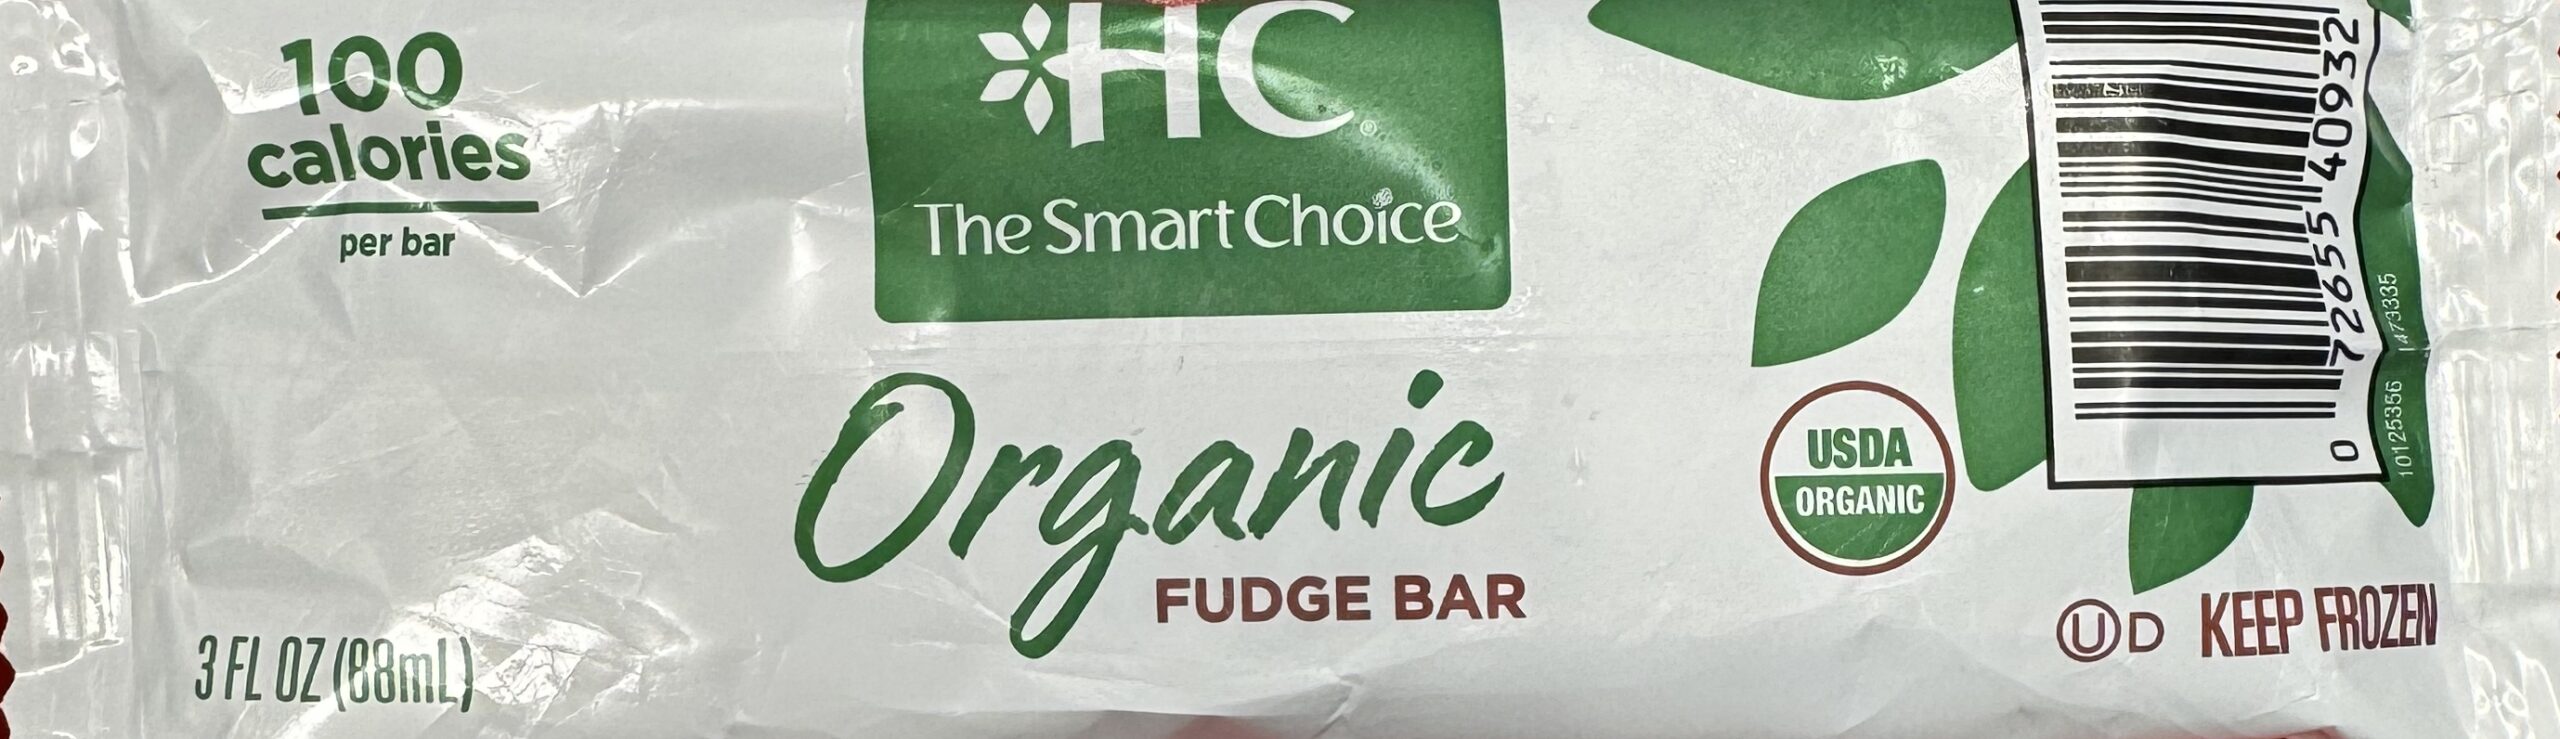 100
calories
per bar
3 FL OZ (88mL)
HC®
The Smart Choice
Organic
FUDGE BAR
USDA
ORGANIC
0 72655 40932
10125356 1473335
U D KEEP FROZEN